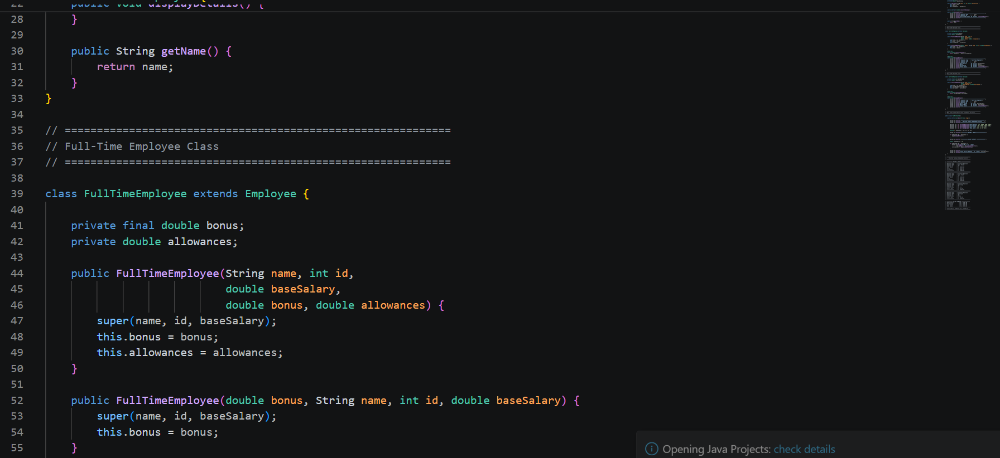 22 public void displayDetails() {
28 }
29
30 public String getName() {
31 return name;
32 }
33 }
34
35 // ============================================================
36 // Full-Time Employee Class
37 // ============================================================
38
39 class FullTimeEmployee extends Employee {
40
41 private final double bonus;
42 private double allowances;
43
44 public FullTimeEmployee(String name, int id,
45 double baseSalary,
46 double bonus, double allowances) {
47 super(name, id, baseSalary);
48 this.bonus = bonus;
49 this.allowances = allowances;
50 }
51
52 public FullTimeEmployee(double bonus, String name, int id, double baseSalary) {
53 super(name, id, baseSalary);
54 this.bonus = bonus;
55 }
Opening Java Projects: check details